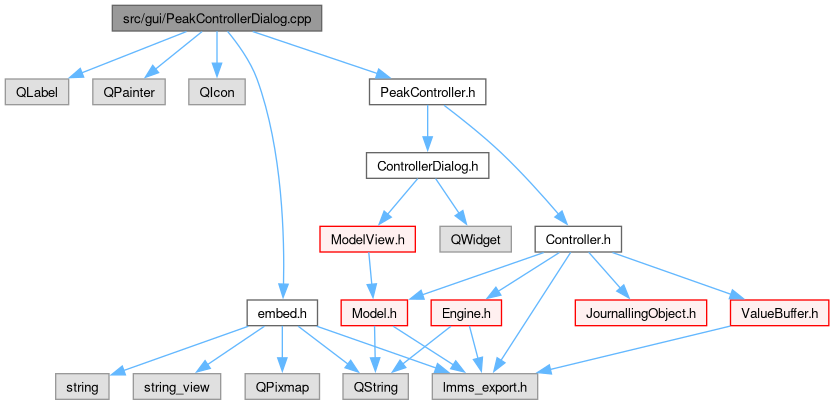 src/gui/PeakControllerDialog.cpp
QLabel
QPainter
QIcon
PeakController.h
ControllerDialog.h
ModelView.h
QWidget
Controller.h
embed.h
Model.h
Engine.h
JournallingObject.h
ValueBuffer.h
string
string_view
QPixmap
QString
lmms_export.h